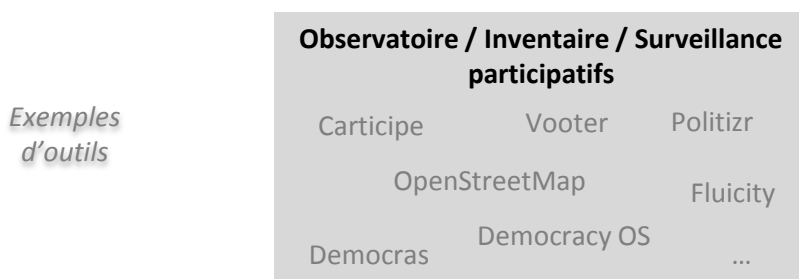 Observatoire / Inventaire / Surveillance
participatifs
Exemples
d’outils
Carticipe Vooter Politizr
OpenStreetMap Fluicity
Democras Democracy OS ...